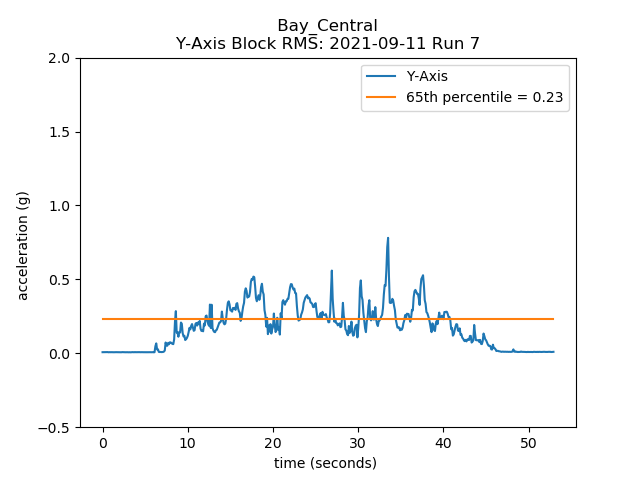 Bay_Central
Y-Axis Block RMS: 2021-09-11 Run 7
Y-Axis
65th percentile = 0.23
acceleration (g)
2.0
1.5
1.0
0.5
0.0
−0.5
0 10 20 30 40 50
time (seconds)